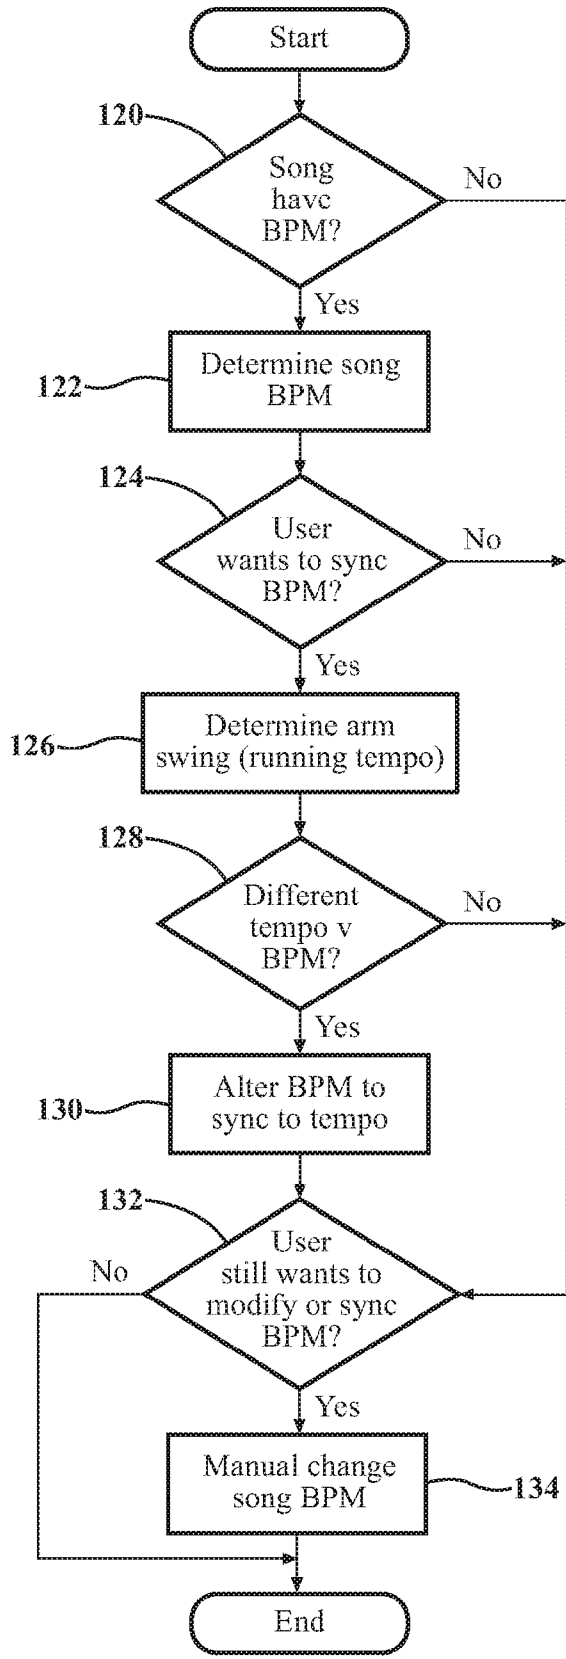 Start
120
Song
have
BPM?
No
Yes
122
Determine song
BPM
124
User
wants to sync
BPM?
No
Yes
126
Determine arm
swing (running tempo)
128
Different
tempo v
BPM?
No
Yes
130
Alter BPM to
sync to tempo
132
User
still wants to
modify or sync
BPM?
No
Yes
Manual change
song BPM
134
End